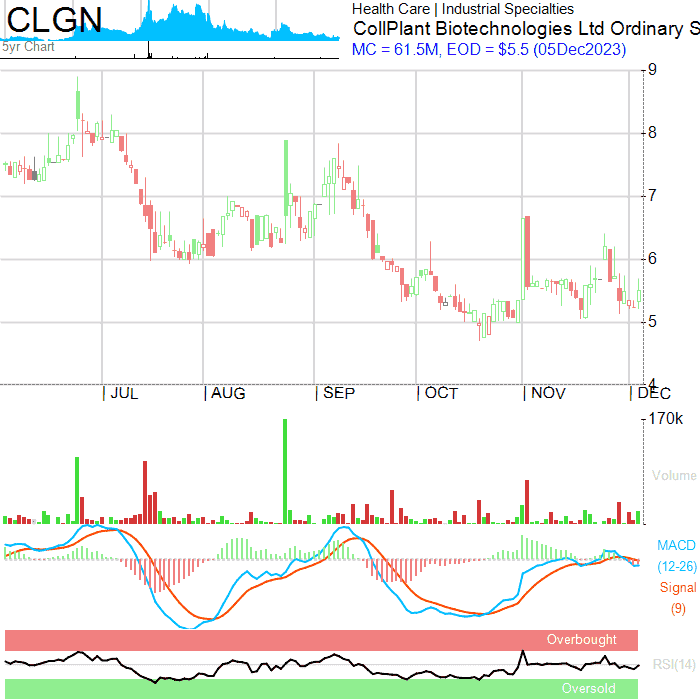 CLGN
5yr Chart
Health Care | Industrial Specialties
CollPlant Biotechnologies Ltd Ordinary S
MC = 61.5M, EOD = $5.5 (05Dec2023)
9
8
7
6
5
4
JUL AUG SEP OCT NOV DEC
170k
Volume
MACD
(12-26)
Signal
(9)
Overbought
RSI(14)
Oversold